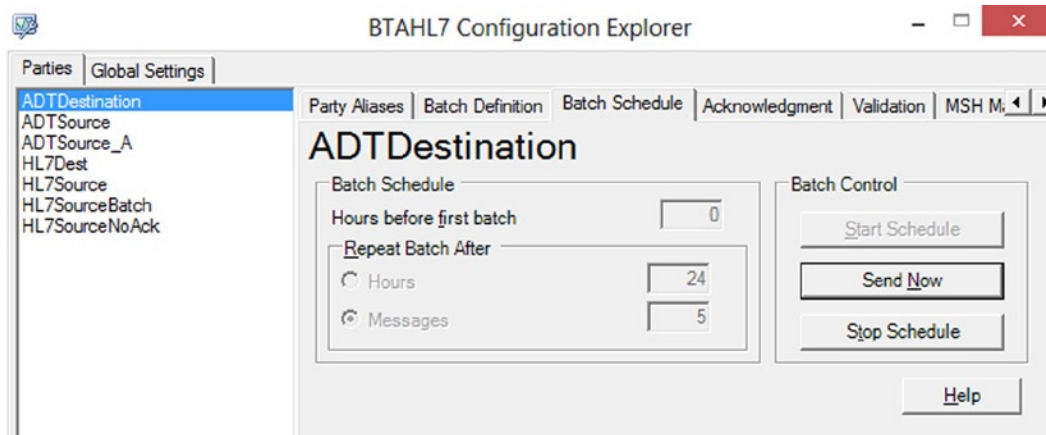 BTAHL7 Configuration Explorer
Parties
Global Settings
ADTDestination
ADTSource
ADTSource_A
HL7Dest
HL7Source
HL7SourceBatch
HL7SourceNoAck
Party Aliases
Batch Definition
Batch Schedule
Acknowledgment
Validation
MSH
ADTDestination
Batch Schedule
Hours before first batch 0
Repeat Batch After
Hours 24
Messages 5
Batch Control
Start Schedule
Send Now
Stop Schedule
Help